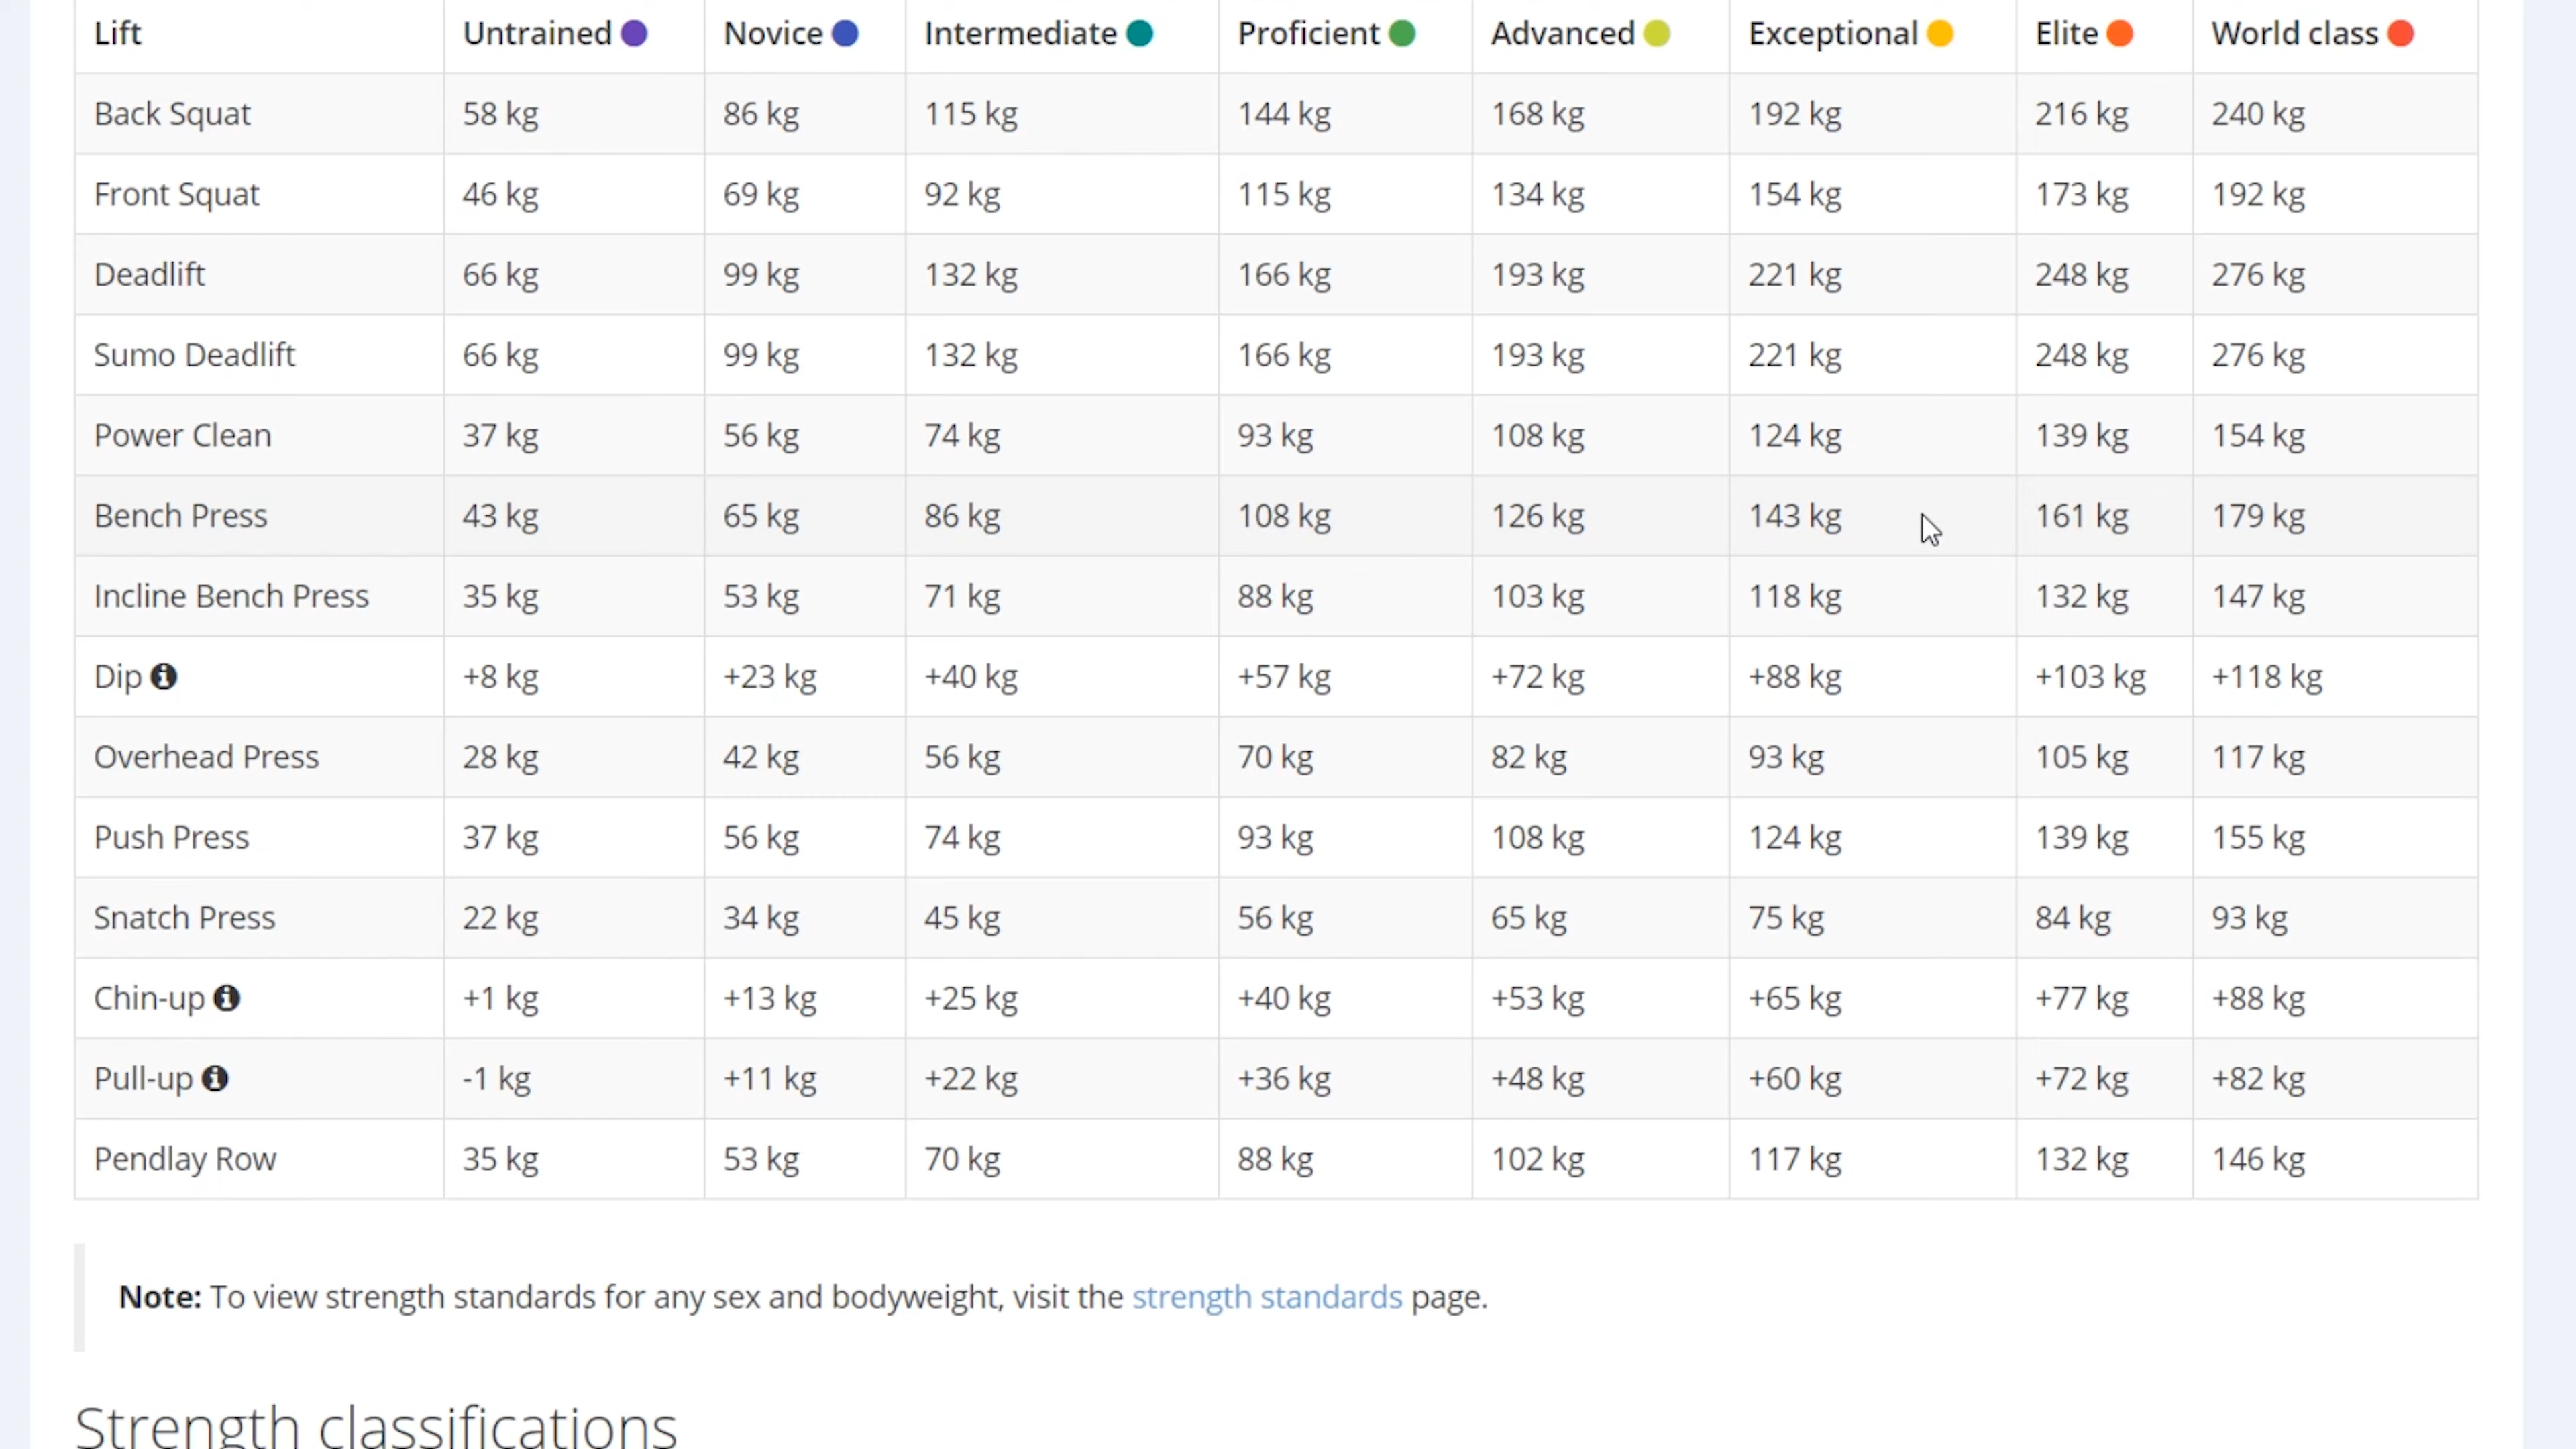 Lift Untrained Novice Intermediate Proficient Advanced Exceptional Elite World class
Back Squat 58 kg 86 kg 115 kg 144 kg 168 kg 192 kg 216 kg 240 kg
Front Squat 46 kg 69 kg 92 kg 115 kg 134 kg 154 kg 173 kg 192 kg
Deadlift 66 kg 99 kg 132 kg 166 kg 193 kg 221 kg 248 kg 276 kg
Sumo Deadlift 66 kg 99 kg 132 kg 166 kg 193 kg 221 kg 248 kg 276 kg
Power Clean 37 kg 56 kg 74 kg 93 kg 108 kg 124 kg 139 kg 154 kg
Bench Press 43 kg 65 kg 86 kg 108 kg 126 kg 143 kg 161 kg 179 kg
Incline Bench Press 35 kg 53 kg 71 kg 88 kg 103 kg 118 kg 132 kg 147 kg
Dip +8 kg +23 kg +40 kg +57 kg +72 kg +88 kg +103 kg +118 kg
Overhead Press 28 kg 42 kg 56 kg 70 kg 82 kg 93 kg 105 kg 117 kg
Push Press 37 kg 56 kg 74 kg 93 kg 108 kg 124 kg 139 kg 155 kg
Snatch Press 22 kg 34 kg 45 kg 56 kg 65 kg 75 kg 84 kg 93 kg
Chin-up +1 kg +13 kg +25 kg +40 kg +53 kg +65 kg +77 kg +88 kg
Pull-up -1 kg +11 kg +22 kg +36 kg +48 kg +60 kg +72 kg +82 kg
Pendlay Row 35 kg 53 kg 70 kg 88 kg 102 kg 117 kg 132 kg 146 kg
Note: To view strength standards for any sex and bodyweight, visit the strength standards page.
Strength classifications